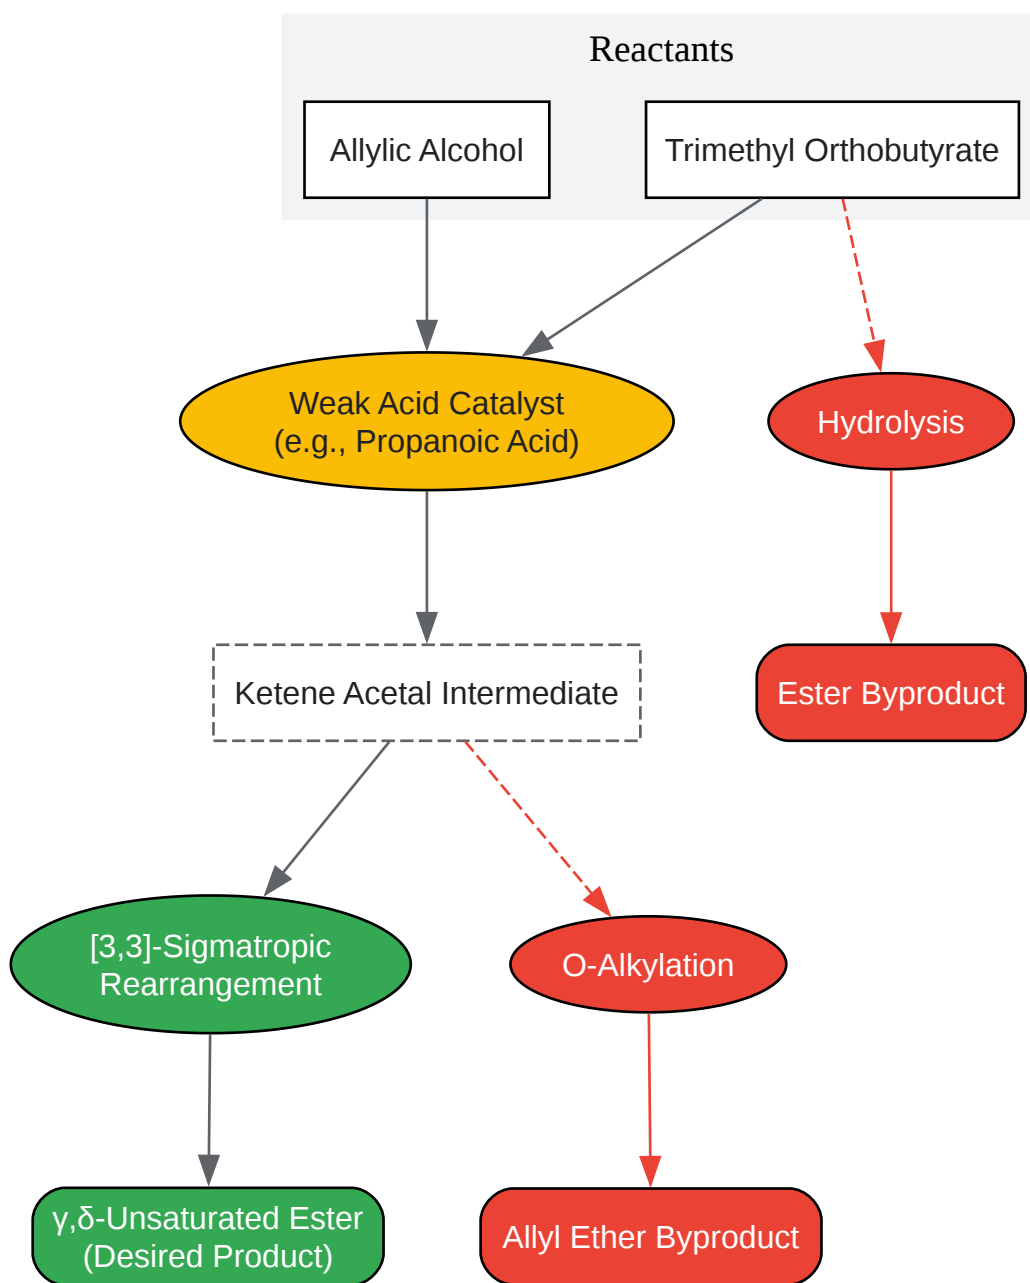 Reactants
Allylic Alcohol
Trimethyl Orthobutyrate
Weak Acid Catalyst
(e.g., Propanoic Acid)
Hydrolysis
Ketene Acetal Intermediate
Ester Byproduct
[3,3]-Sigmatropic
Rearrangement
O-Alkylation
γ,δ-Unsaturated Ester
(Desired Product)
Allyl Ether Byproduct